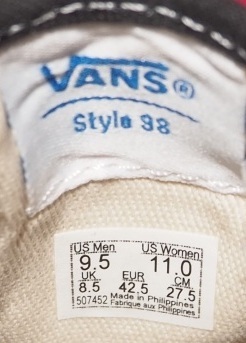 VANS®
Style 98
US Men US Women
9.5 11.0
UK EUR CM
8.5 42.5 27.5
507452 Made in Philippines
Fabriqué aux Philippines